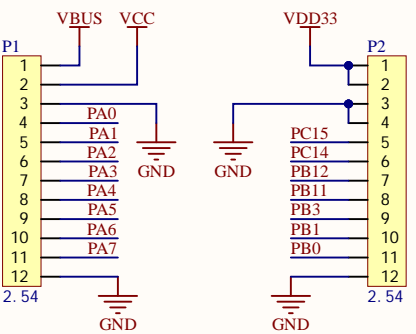 VBUS VCC VDD33
P1 P2
1 1
2 2
3 3
4 PA0 4
5 PA1 PC15 5
6 PA2 GND GND PC14 6
7 PA3 PB12 7
8 PA4 PB11 8
9 PA5 PB3 9
10 PA6 PB1 10
11 PA7 PB0 11
12 12
2.54 2.54
GND GND